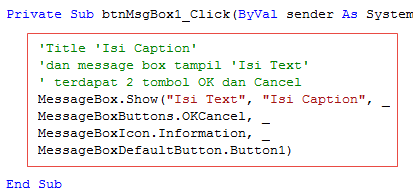 Private Sub btnMsgBox1_Click(ByVal sender As System
'Title 'Isi Caption'
'dan message box tampil 'Isi Text'
' terdapat 2 tombol OK dan Cancel
MessageBox.Show("Isi Text", "Isi Caption", _
MessageBoxButtons.OKCancel, _
MessageBoxIcon.Information, _
MessageBoxDefaultButton.Button1)
End Sub